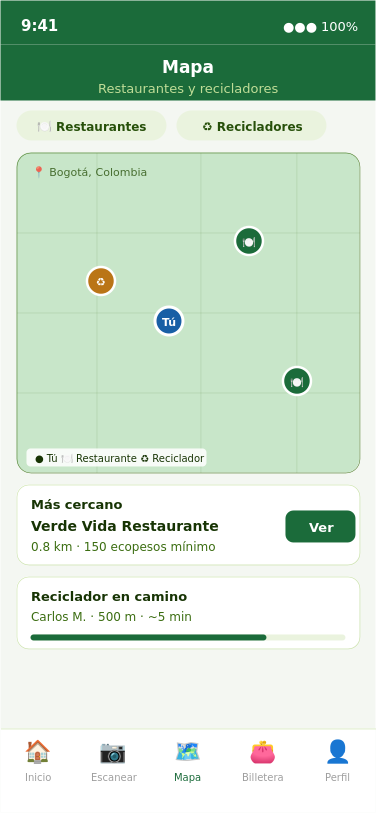 9:41 ●●● 100%
Mapa
Restaurantes y recicladores
🍽️ Restaurantes ♻ Recicladores
📍 Bogotá, Colombia
🍽️
♻
Tú
🍽️
● Tú 🍽️ Restaurante ♻ Reciclador
Más cercano
Verde Vida Restaurante
Ver
0.8 km · 150 ecopesos mínimo
Reciclador en camino
Carlos M. · 500 m · ~5 min
Inicio Escanear Mapa Billetera Perfil